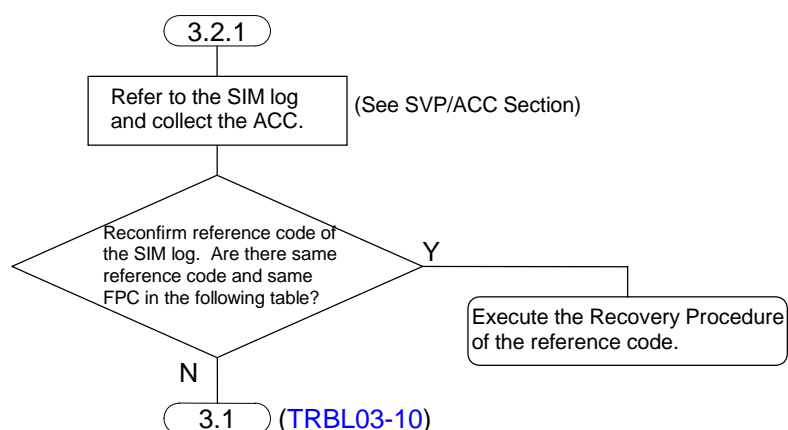 3.2.1
Refer to the SIM log
and collect the ACC.
(See SVP/ACC Section)
Reconfirm reference code of
the SIM log. Are there same
reference code and same
FPC in the following table?
Y
Execute the Recovery Procedure
of the reference code.
N
3.1 (TRBL03-10)